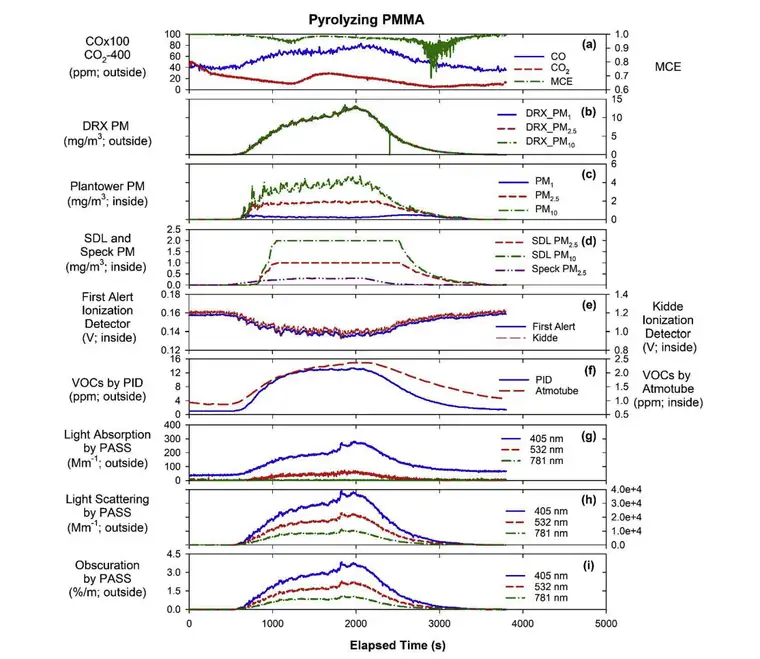 Pyrolyzing PMMA
COx100
CO2-400
(ppm; outside)
100
80
60
40
20
0
(a)
CO
CO2
MCE
1.0
0.9
0.8
0.7
0.6
MCE
DRX PM
(mg/m3; outside)
(b)
DRX_PM1
DRX_PM2.5
DRX_PM10
15
10
5
0
Plantower PM
(mg/m3; inside)
(c)
PM1
PM2.5
PM10
6
4
2
0
SDL and
Speck PM
(mg/m3; inside)
2.5
2.0
1.5
1.0
0.5
0.0
(d)
SDL PM2.5
SDL PM10
Speck PM2.5
First Alert
Ionization
Detector
(V; inside)
0.18
0.16
0.14
0.12
(e)
First Alert
Kidde
1.4
1.2
1.0
0.8
Kidde
Ionization
Detector
(V; inside)
VOCs by PID
(ppm; outside)
16
12
8
4
0
(f)
PID
Atmotube
2.5
2.0
1.5
1.0
0.5
VOCs by
Atmotube
(ppm; inside)
Light Absorption
by PASS
(Mm-1; outside)
400
300
200
100
0
(g)
405 nm
532 nm
781 nm
Light Scattering
by PASS
(Mm-1; outside)
(h)
405 nm
532 nm
781 nm
4.0e+4
3.0e+4
2.0e+4
1.0e+4
0.0
Obscuration
by PASS
(%/m; outside)
4.5
3.0
1.5
0.0
(i)
405 nm
532 nm
781 nm
0 1000 2000 3000 4000 5000
Elapsed Time (s)